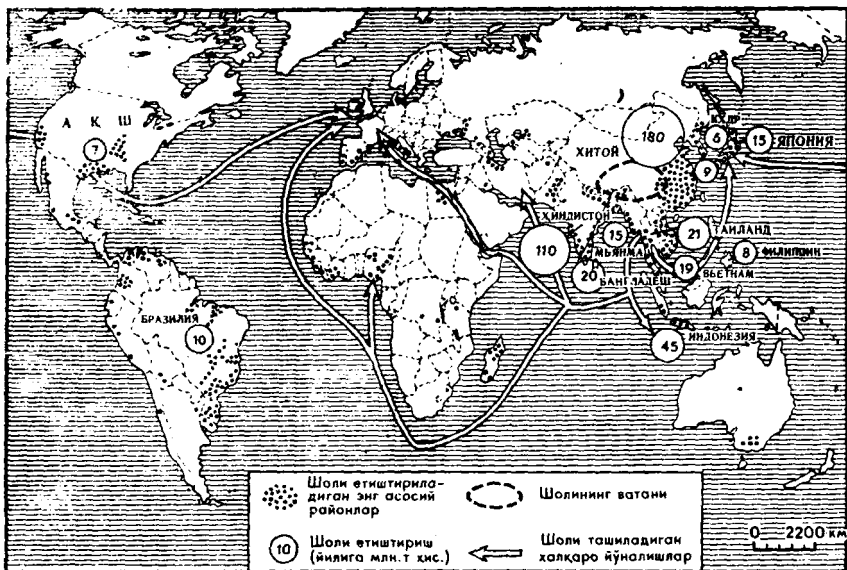 А Қ Ш
7
БРАЗИЛИЯ
10
ХИТОЙ
180
КХДР
6
15
ЯПОНИЯ
9
ҲИНДИСТОН
110
15
МЬЯНМА
20
БАНГЛАДЕШ
21
ТАИЛАНД
19
ВЬЕТНАМ
8
ФИЛИППИН
45
ИНДОНЕЗИЯ
Шоли етиштирила-
диган энг асосий
районлар
Шолининг ватани
10
Шоли етиштириш
(йилига млн.т ҳис.)
Шоли ташиладиган
халқаро йўналишлар
0 2200 км